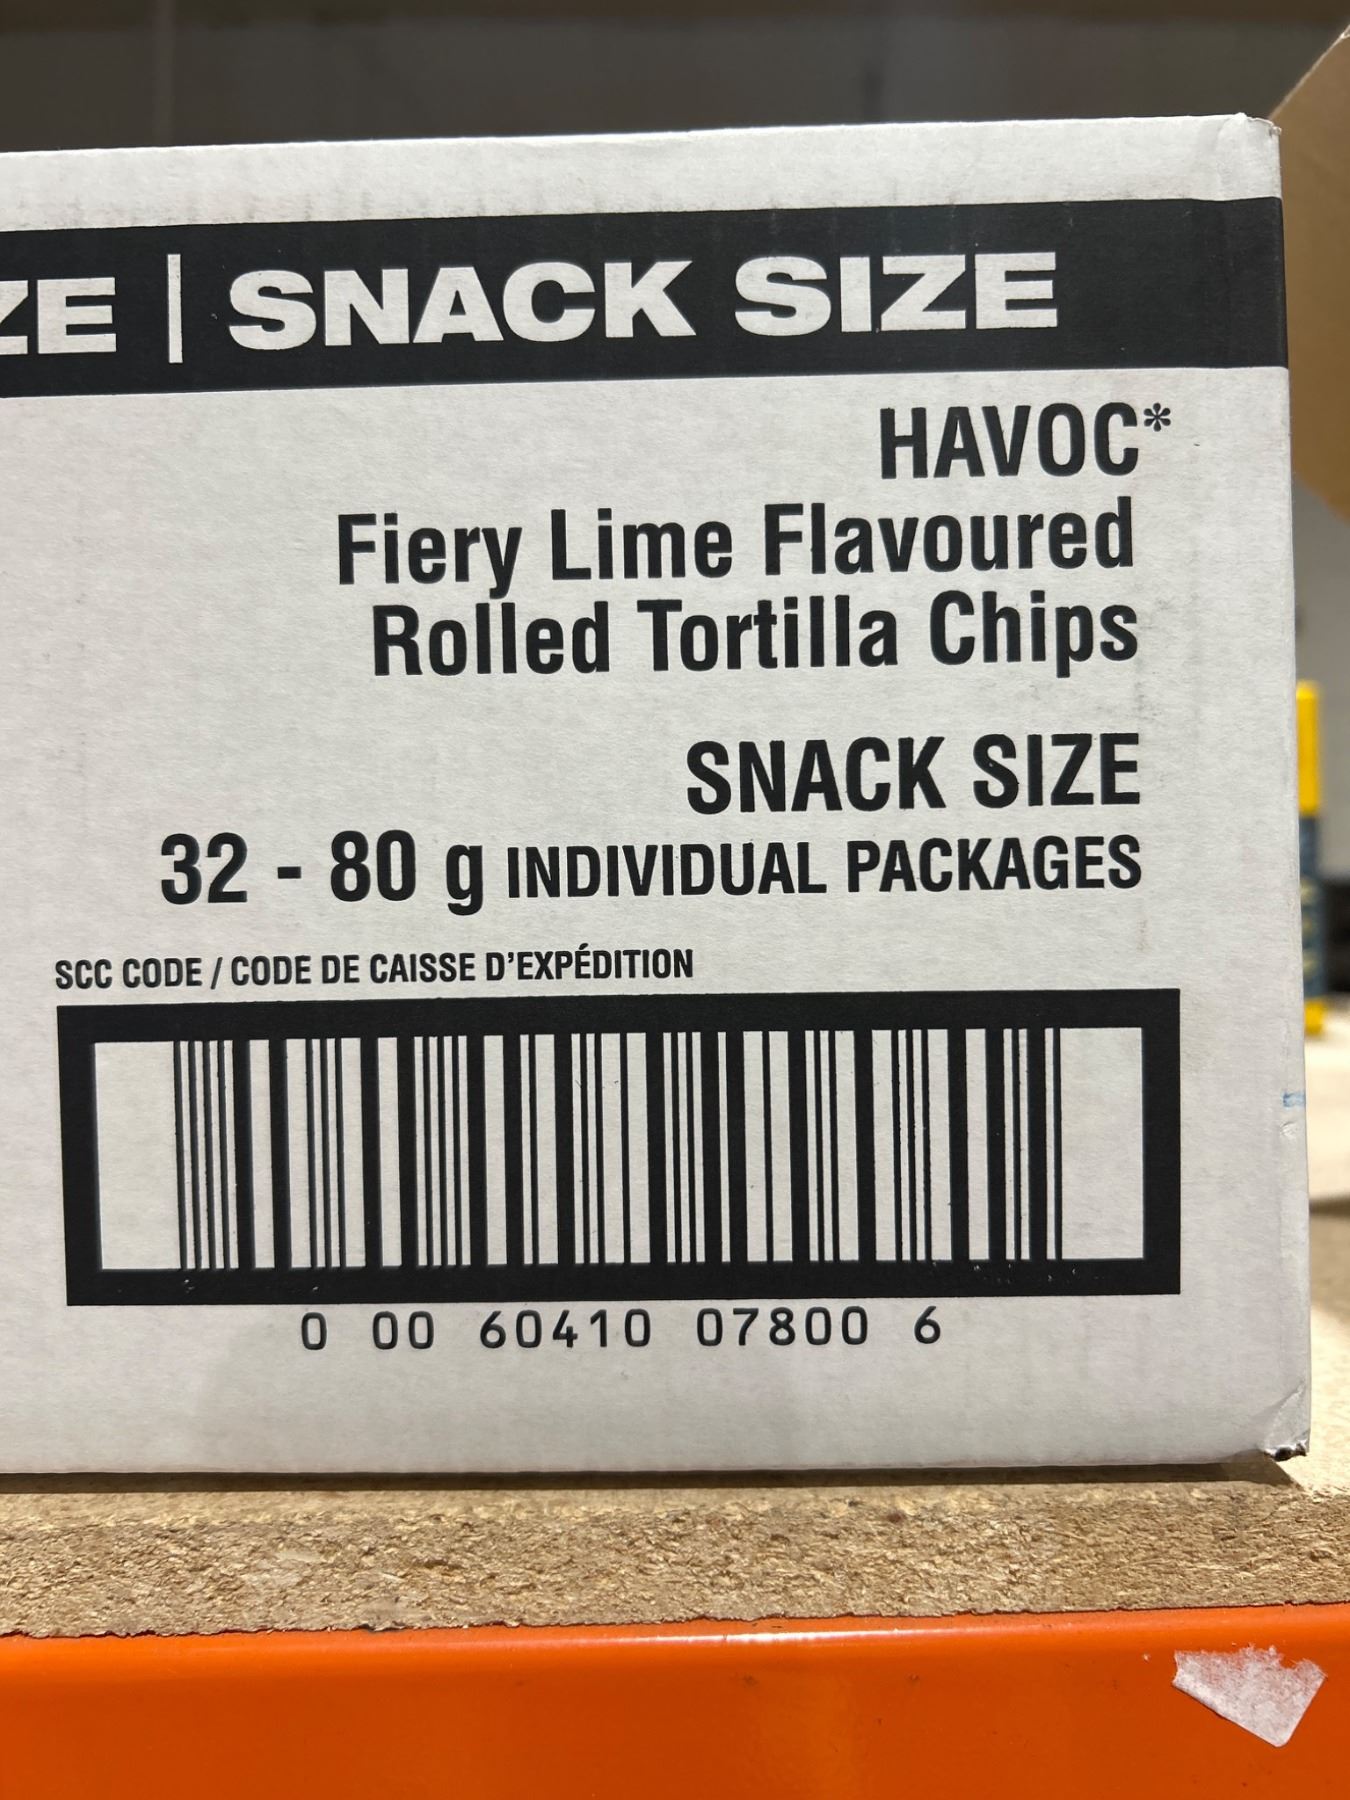 ZE | SNACK SIZE
HAVOC*
Fiery Lime Flavoured
Rolled Tortilla Chips
SNACK SIZE
32 - 80 g INDIVIDUAL PACKAGES
SCC CODE / CODE DE CAISSE D'EXPÉDITION
0 00 60410 07800 6